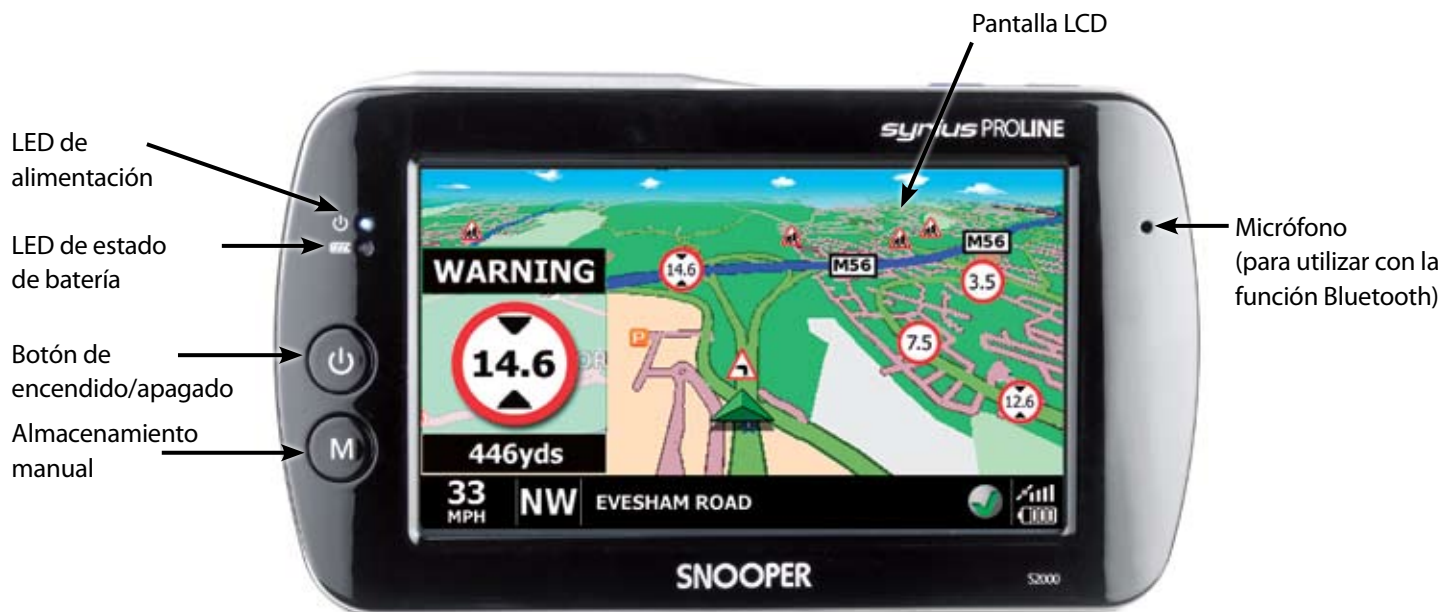 Pantalla LCD
LED de
alimentación
LED de estado
de batería
Botón de
encendido/apagado
Almacenamiento
manual
Micrófono
(para utilizar con la
función Bluetooth)
syrius PROLINE
M56
M56
WARNING
14.6
3.5
14.6
7.5
P
12.6
446yds
M
33
MPH
NW
EVESHAM ROAD
SNOOPER
S2000